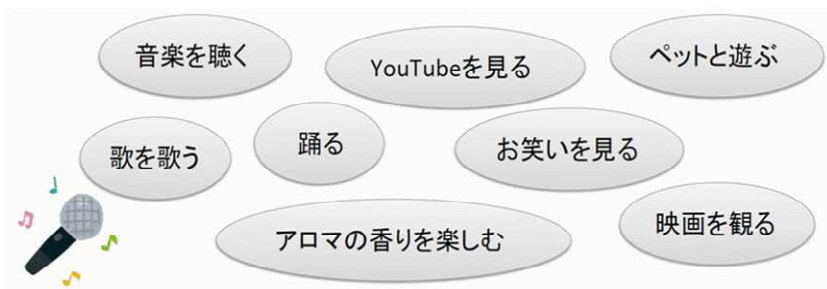 音楽を聴く
YouTubeを見る
ペットと遊ぶ
歌を歌う
踊る
お笑いを見る
アロマの香りを楽しむ
映画を観る